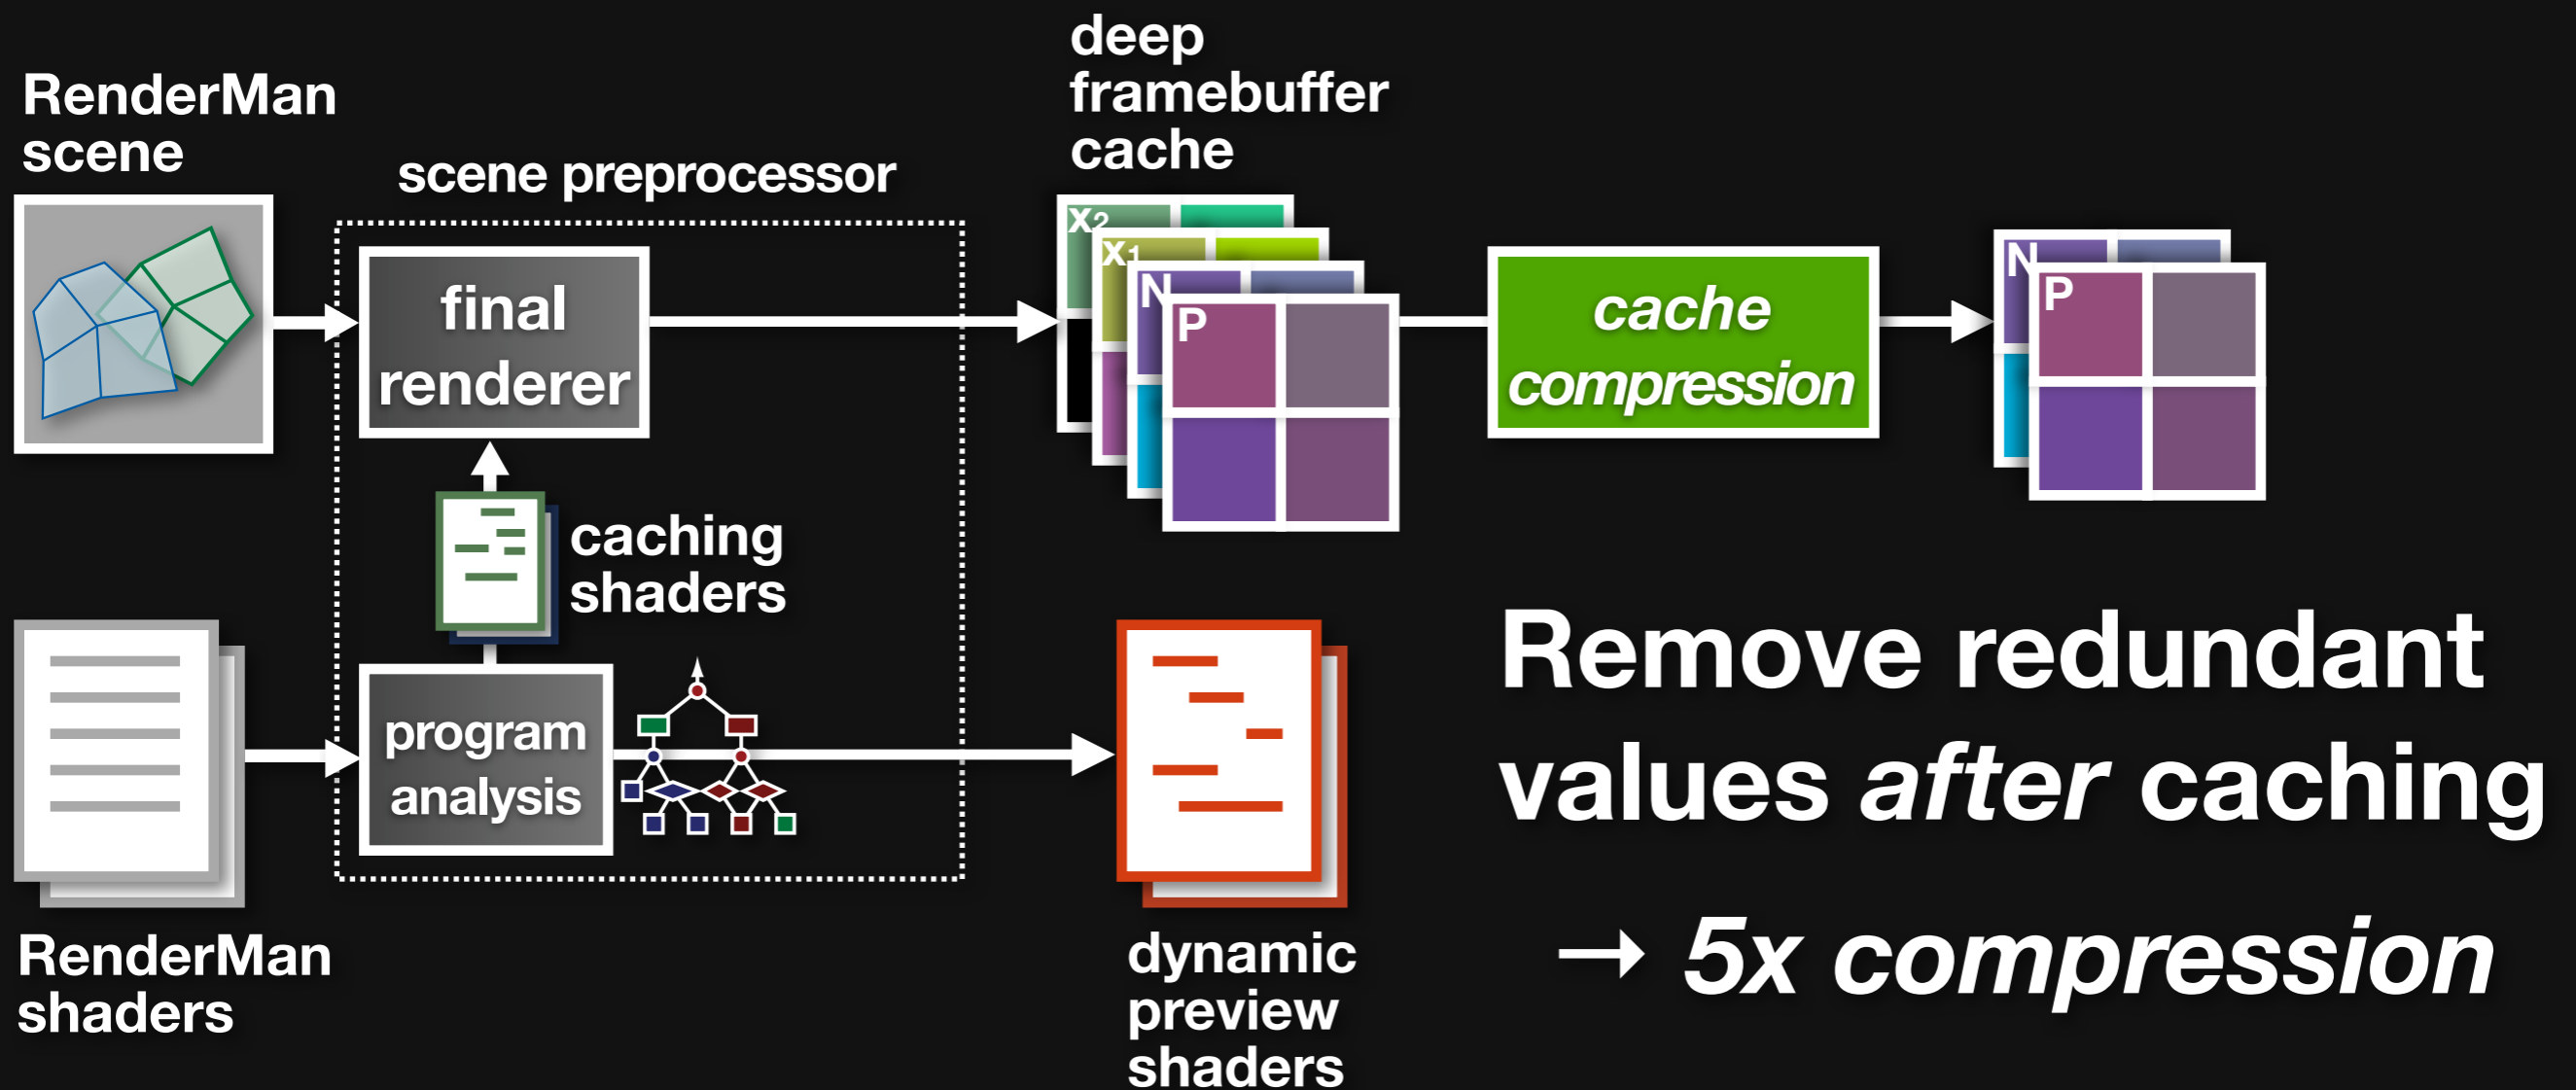 RenderMan
scene
scene preprocessor
deep
framebuffer
cache
final
renderer
x2
x1
N
P
cache
compression
N
P
caching
shaders
program
analysis
RenderMan
shaders
dynamic
preview
shaders
Remove redundant
values after caching
→ 5x compression